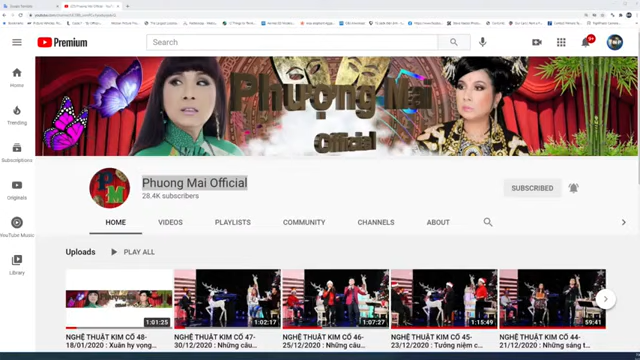 Premium
Search
9+
Phượng Mai
Official
PM
Phuong Mai Official
28.4K subscribers
SUBSCRIBED
HOME VIDEOS PLAYLISTS COMMUNITY CHANNELS ABOUT
Home
Trending
Subscriptions
Originals
YouTube Music
Library
Uploads PLAY ALL
1:01:25 1:02:17 1:07:27 1:15:49 59:41
NGHỆ THUẬT KIM CỔ 48- NGHỆ THUẬT KIM CỔ 47- NGHỆ THUẬT KIM CỔ 46- NGHỆ THUẬT KIM CỔ 45- NGHỆ THUẬT KIM CỔ 44-
18/01/2020 : Xuân hy vọng... 30/12/2020 : Những câu... 25/12/2020 : Những câu... 23/12/2020 : Tưởng niệm c... 21/12/2020 : Những sáng t...